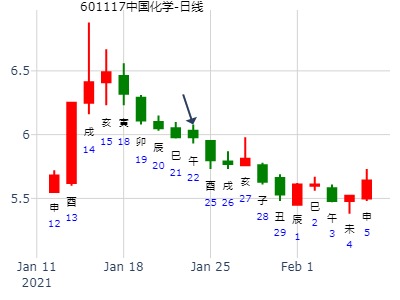 601117中国化学-日线
6.5
6
5.5
申
12
酉
13
戌
14
亥
15
寅
18
卯
19
辰
20
巳
21
午
22
酉
25
戌
26
亥
27
子
28
丑
29
辰
1
巳
2
午
3
未
4
申
5
Jan 11
2021
Jan 18
Jan 25
Feb 1